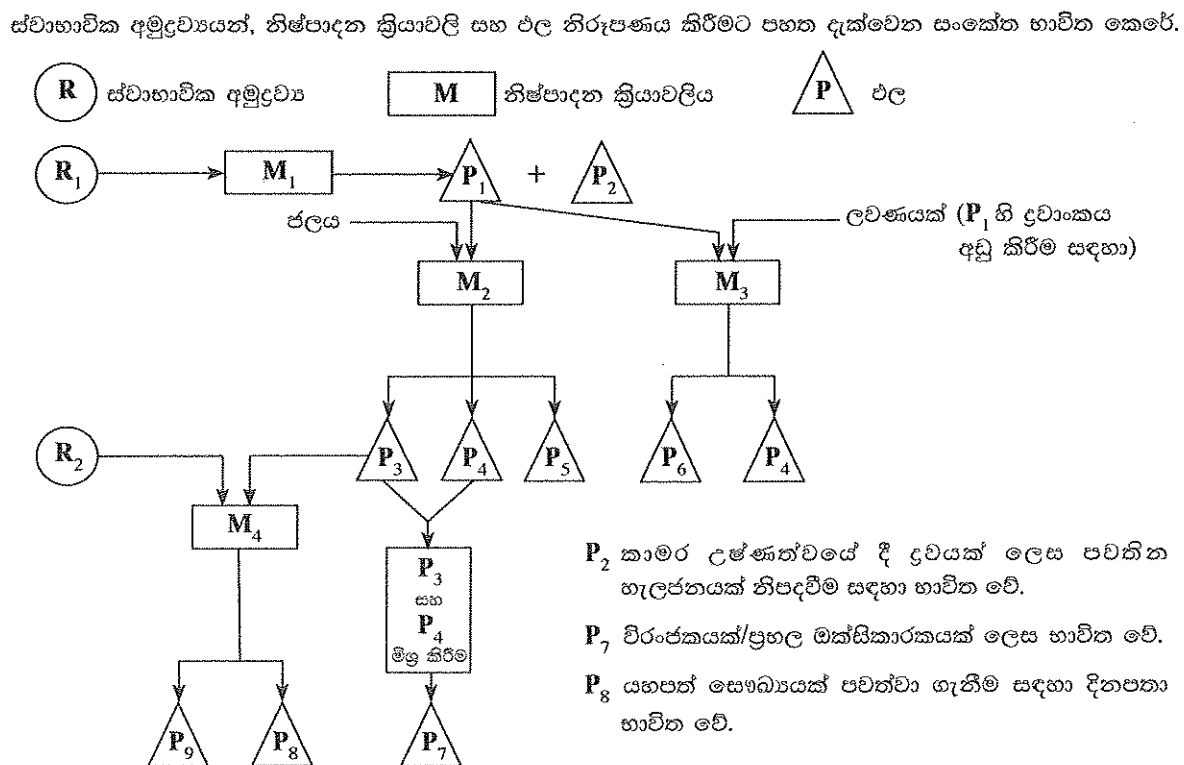 ස්වාභාවික අමුද්‍රව්‍යයන්, නිෂ්පාදන ක්‍රියාවලි සහ ඵල නිරූපණය කිරීමට පහත දැක්වෙන සංකේත භාවිත කෙරේ.
R ස්වාභාවික අමුද්‍රව්‍ය M නිෂ්පාදන ක්‍රියාවලිය P ඵල
R₁ M₁ P₁ + P₂
ජලය
ලවණයක් (P₁ හි ද්‍රවාංකය
අඩු කිරීම සඳහා)
M₂ M₃
R₂ P₃ P₄ P₅ P₆ P₄
M₄
P₃
සහ
P₄
මිශ්‍ර කිරීම
P₂ කාමර උෂ්ණත්වයේ දී ද්‍රවයක් ලෙස පවතින
හැලජනයක් නිපදවීම සඳහා භාවිත වේ.
P₇ විරංජකයක්/ප්‍රබල ඔක්සිකාරකයක් ලෙස භාවිත වේ.
P₈ යහපත් සෞඛ්‍යයක් පවත්වා ගැනීම සඳහා දිනපතා
භාවිත වේ.
P₉ P₈ P₇